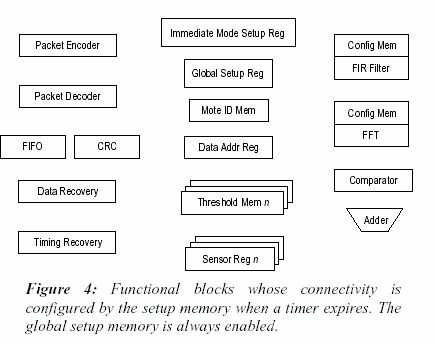 Immediate Mode Setup Reg
Packet Encoder
Config Mem
FIR Filter
Global Setup Reg
Packet Decoder
Mote ID Mem
Config Mem
FFT
FIFO
CRC
Data Addr Reg
Comparator
Data Recovery
Threshold Mem n
Adder
Timing Recovery
Sensor Reg n
Figure 4: Functional blocks whose connectivity is
configured by the setup memory when a timer expires. The
global setup memory is always enabled.